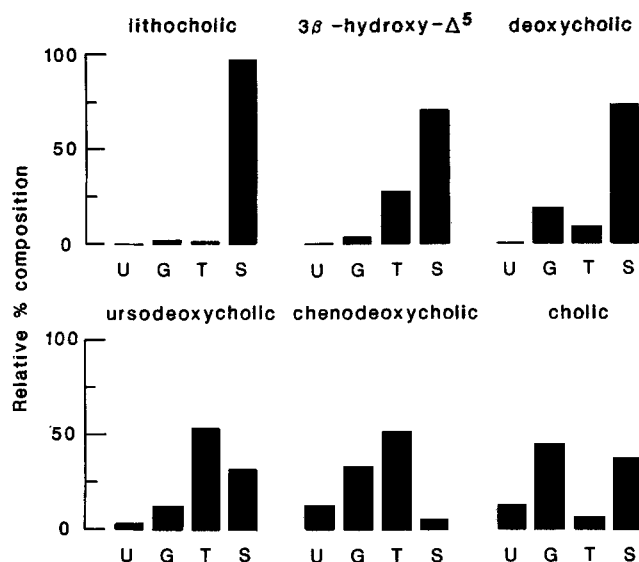 lithocholic
3β-hydroxy-Δ⁵
deoxycholic
100
50
0
U G T S
U G T S
U G T S
Relative % composition
ursodeoxycholic
chenodeoxycholic
cholic
100
50
0
U G T S
U G T S
U G T S